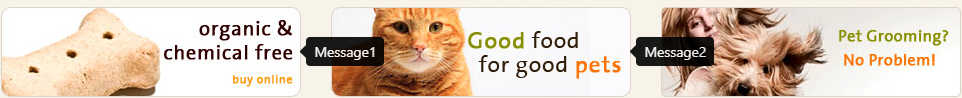 organic &
chemical free
buy online
Message1
Good food
for good pets
Message2
Pet Grooming?
No Problem!